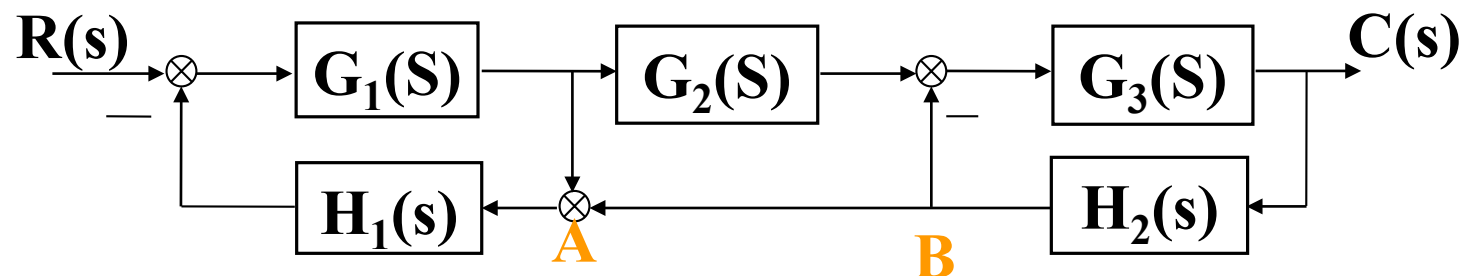 R(s) G₁(S) G₂(S) G₃(S) C(s)
— —
H₁(s) H₂(s)
A B